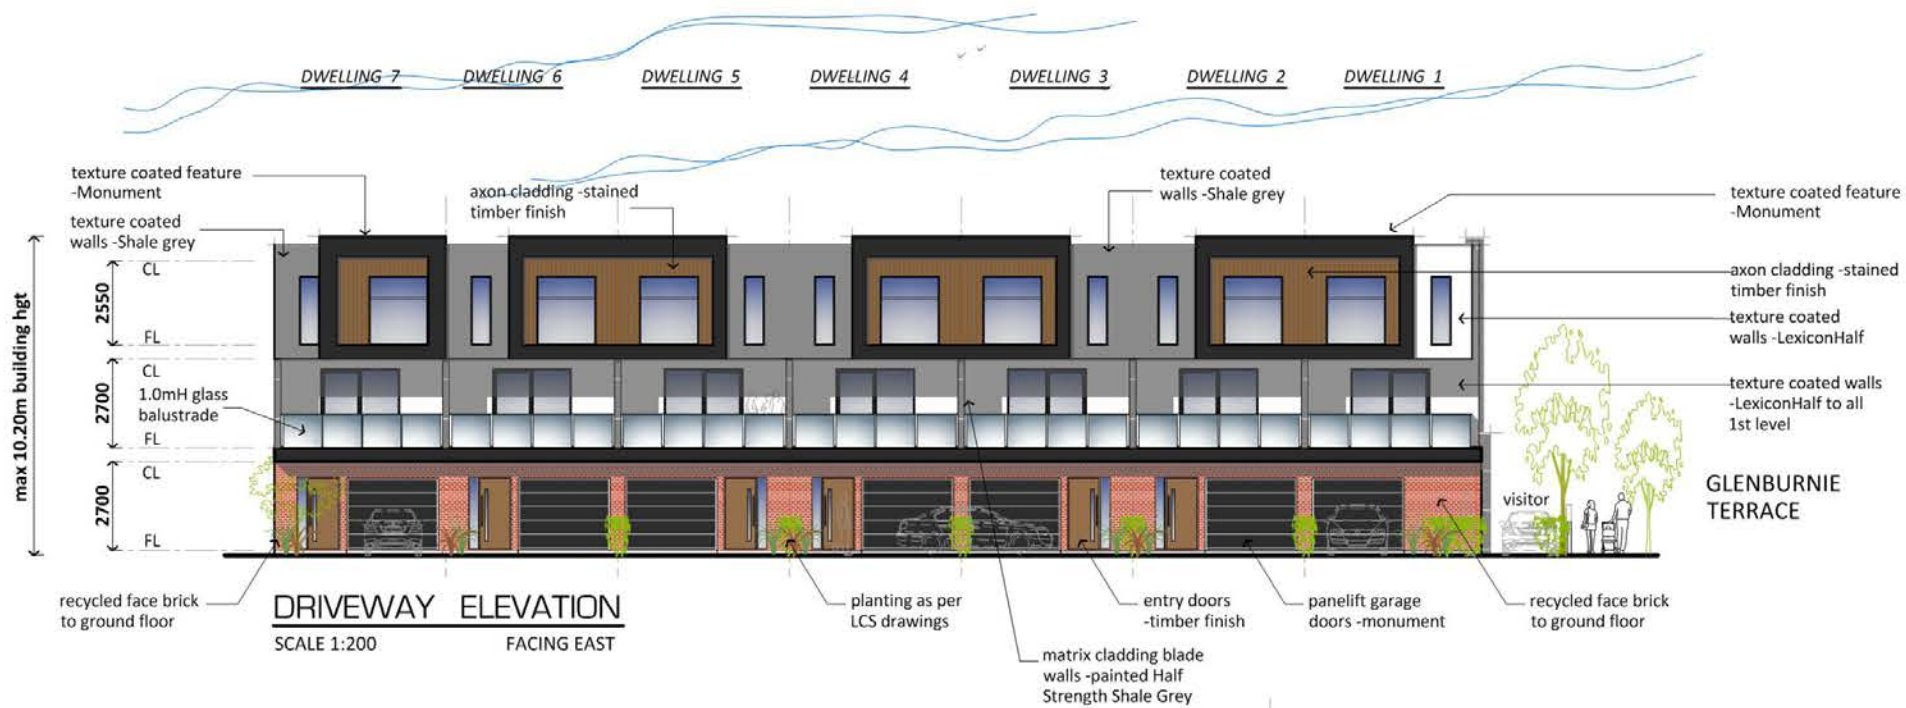 DWELLING 7
DWELLING 6
DWELLING 5
DWELLING 4
DWELLING 3
DWELLING 2
DWELLING 1
texture coated feature
-Monument
texture coated
walls -Shale grey
axon cladding -stained
timber finish
texture coated
walls -Shale grey
texture coated feature
-Monument
axon cladding -stained
timber finish
texture coated
walls -LexiconHalf
texture coated walls
-LexiconHalf to all
1st level
max 10.20m building hgt
CL
2550
FL
CL
2700
1.0mH glass
balustrade
FL
CL
2700
FL
visitor
GLENBURNIE
TERRACE
recycled face brick
to ground floor
DRIVEWAY ELEVATION
SCALE 1:200
FACING EAST
planting as per
LCS drawings
entry doors
-timber finish
panelift garage
doors -monument
recycled face brick
to ground floor
matrix cladding blade
walls -painted Half
Strength Shale Grey